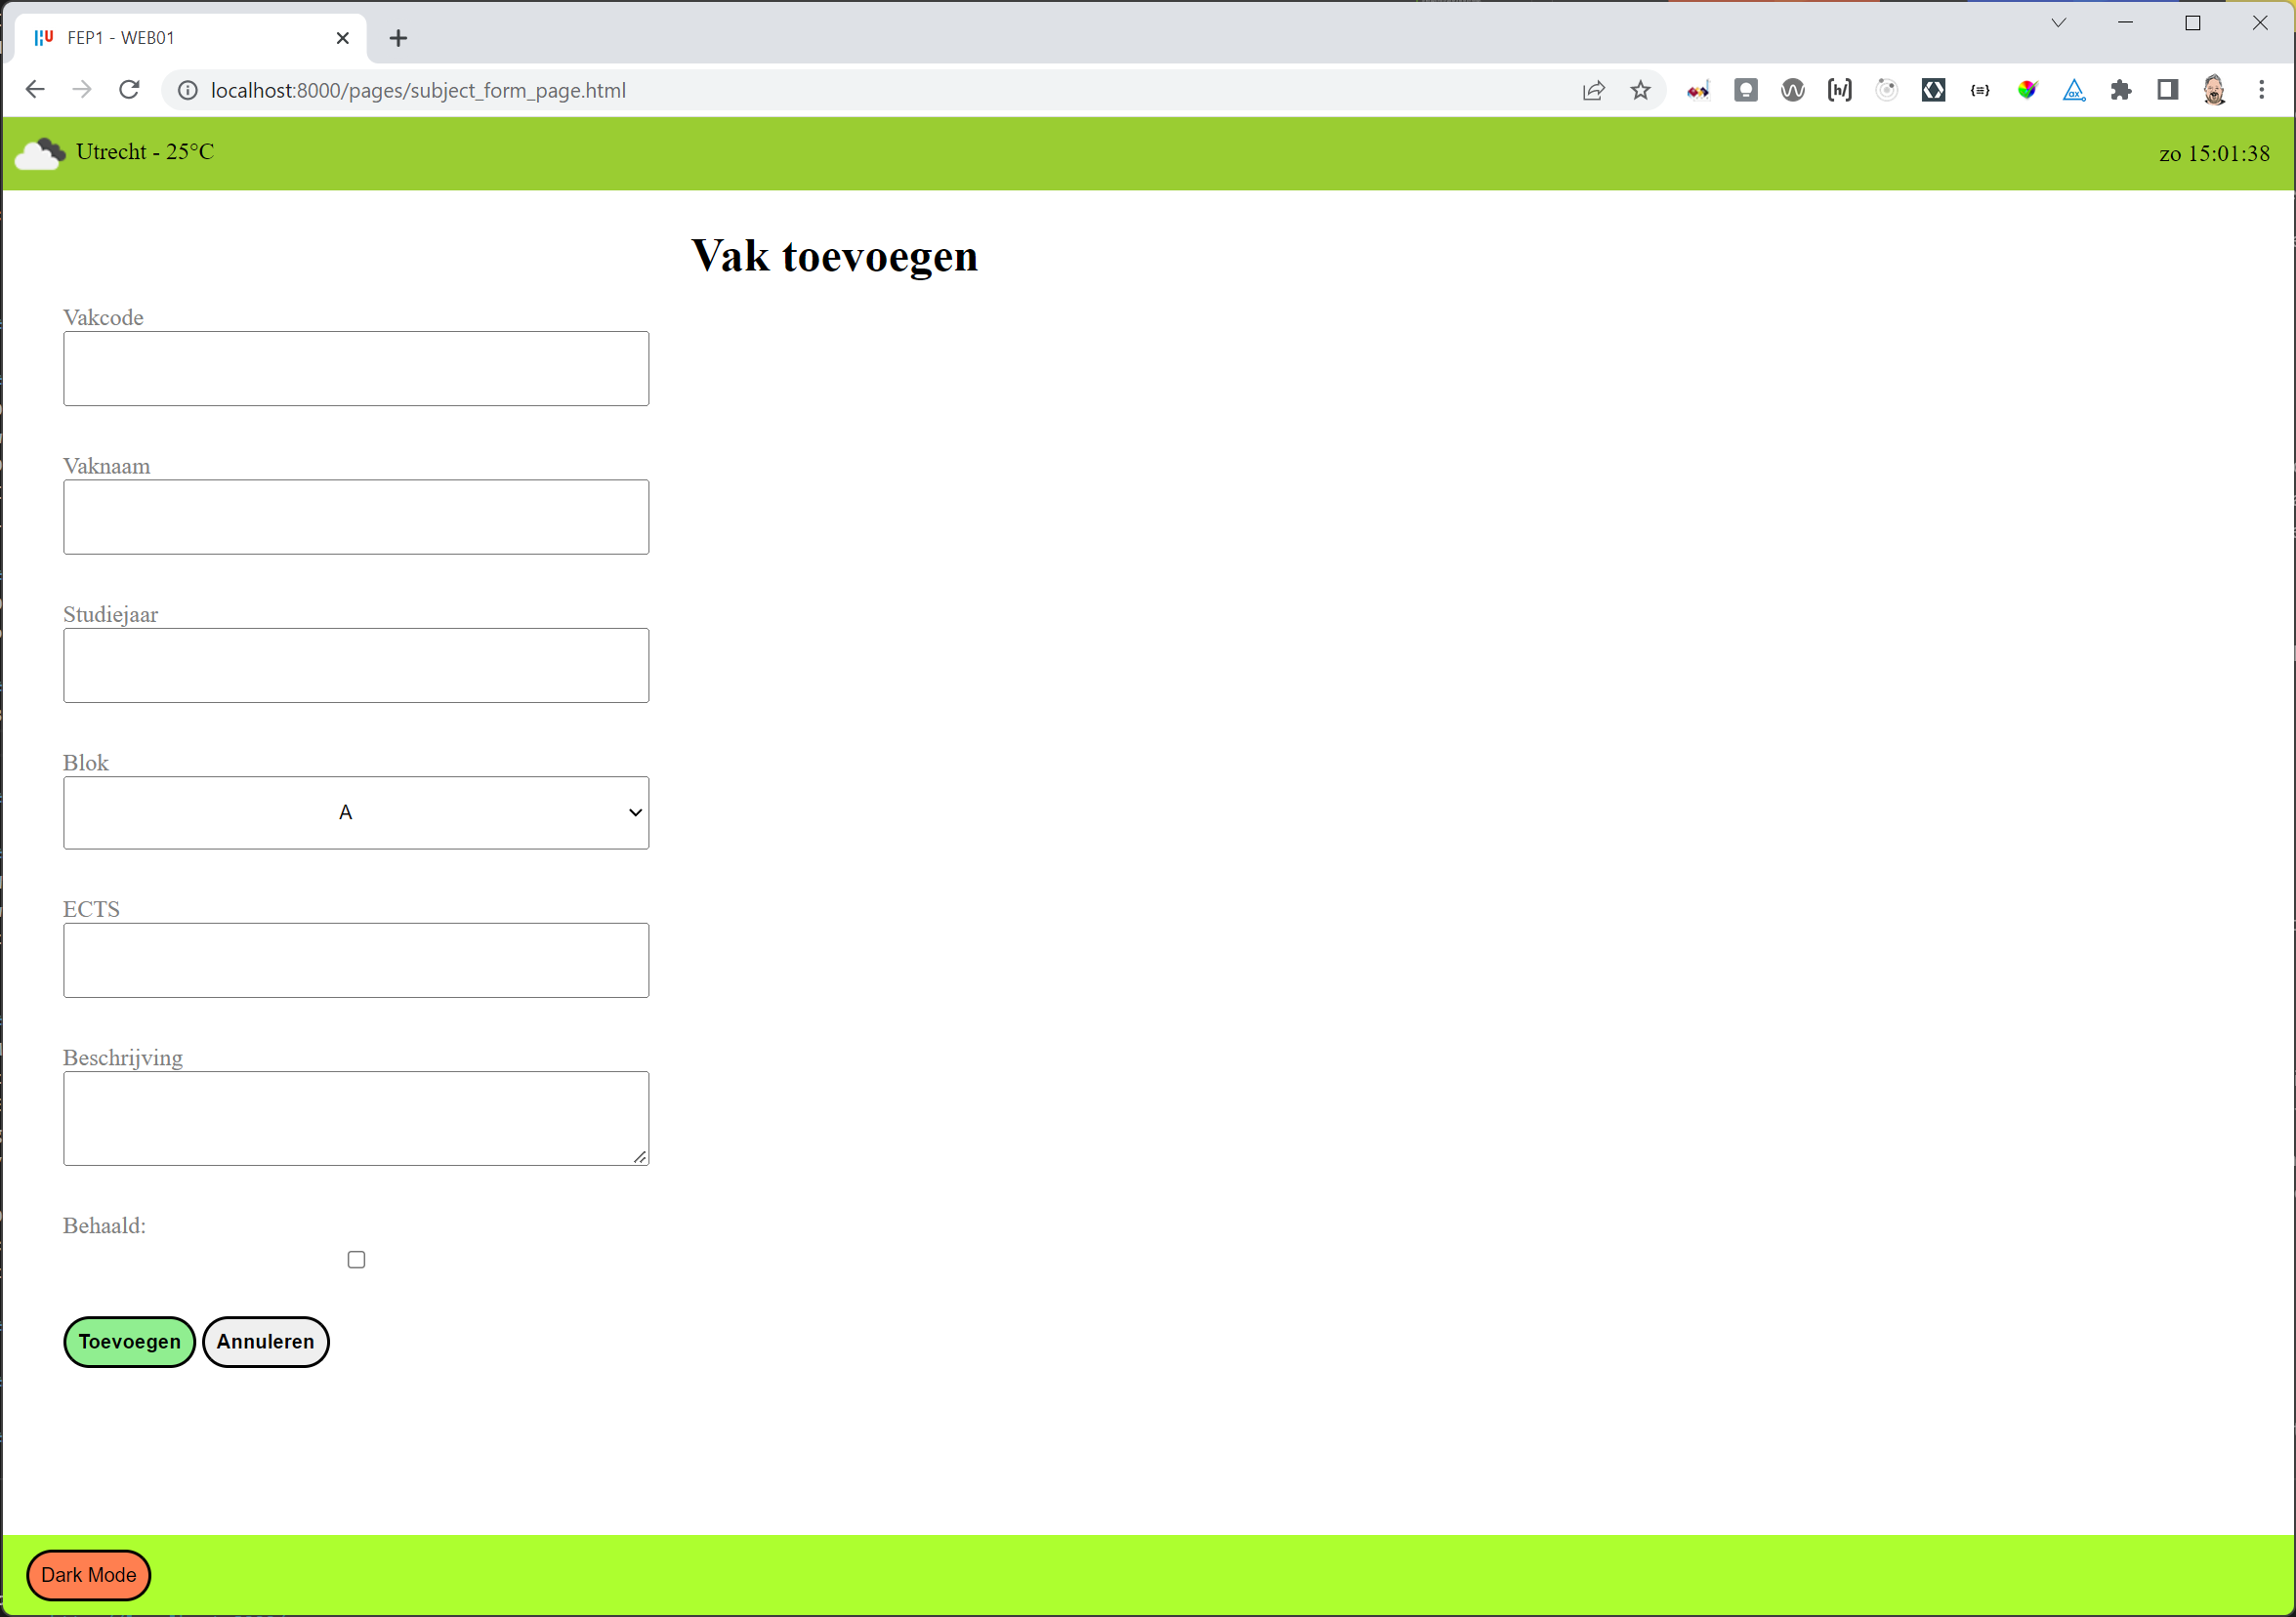 FEP1 - WEB01
localhost:8000/pages/subject_form_page.html
Utrecht - 25°C
zo 15:01:38
Vak toevoegen
Vakcode
Vaknaam
Studiejaar
Blok
A
ECTS
Beschrijving
Behaald:
Toevoegen Annuleren
Dark Mode